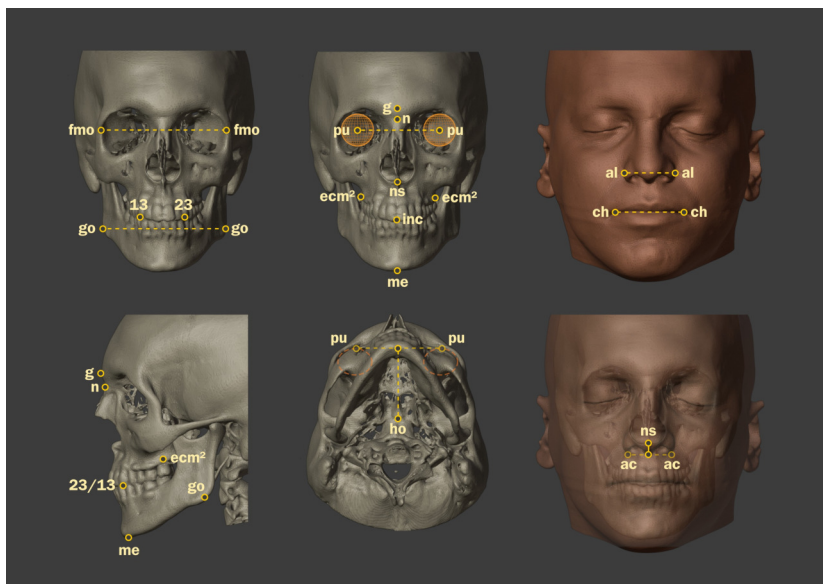 fmo fmo
13 23
go go
g
n
pu pu
ns
ecm² ecm²
inc
me
al al
ch ch
g
n
ecm²
23/13
go
me
pu pu
ho
ns
ac ac